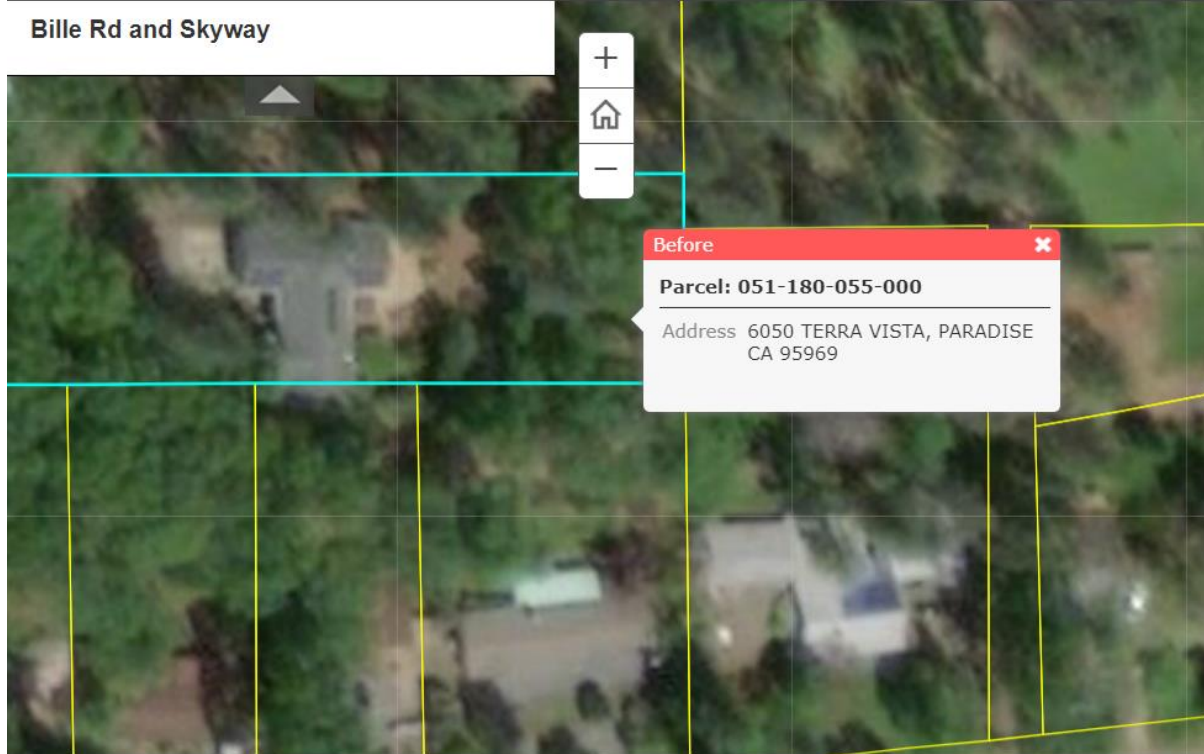 Bille Rd and Skyway
Before
Parcel: 051-180-055-000
Address 6050 TERRA VISTA, PARADISE
CA 95969